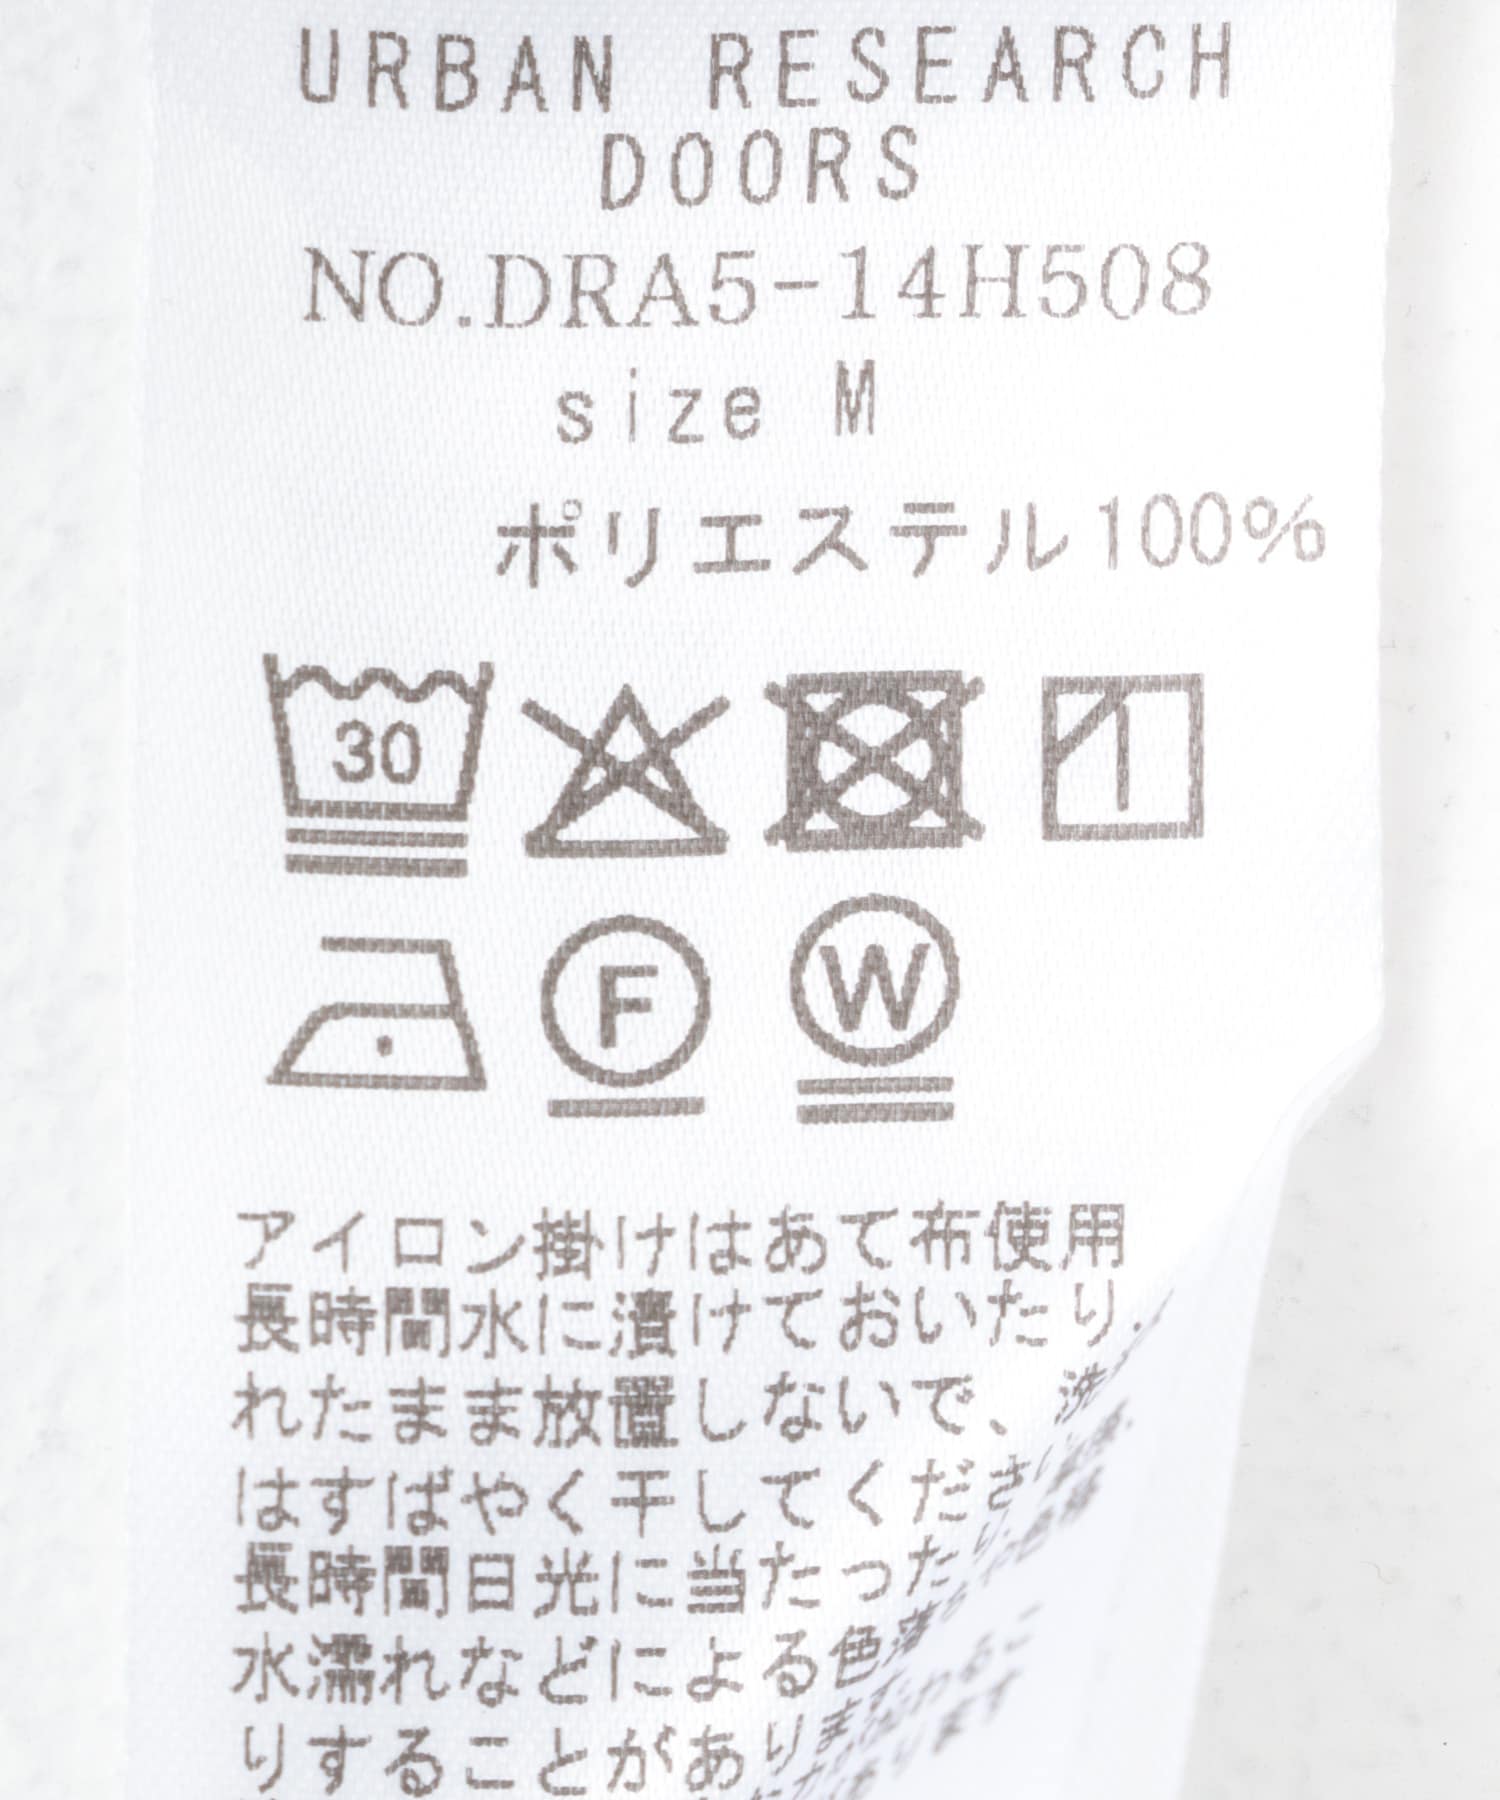 URBAN RESEARCH
DOORS
NO.DRA5-14H508
size M
ポリエステル100%
30
F
W
アイロン掛けはあて布使用
長時間水に漬けておいたり、
れたまま放置しないで、洗
はすばやく干してくださ
長時間日光に当たった
水濡れなどによる色落
りすることがあり